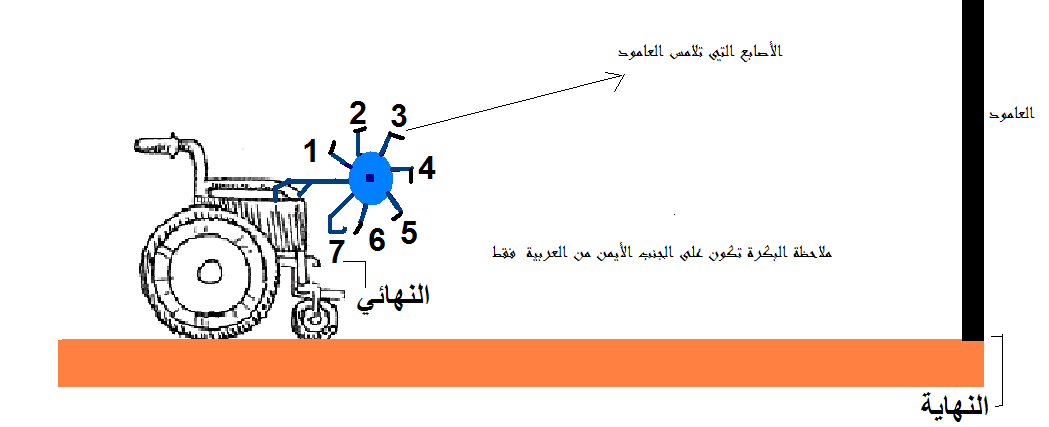 الأصابع التي تلامس العامود
العامود
2
3
1
4
5
6
7
ملاحظة البكرة تكون على الجنب الأيمن من العربية فقط
النهائي
النهاية